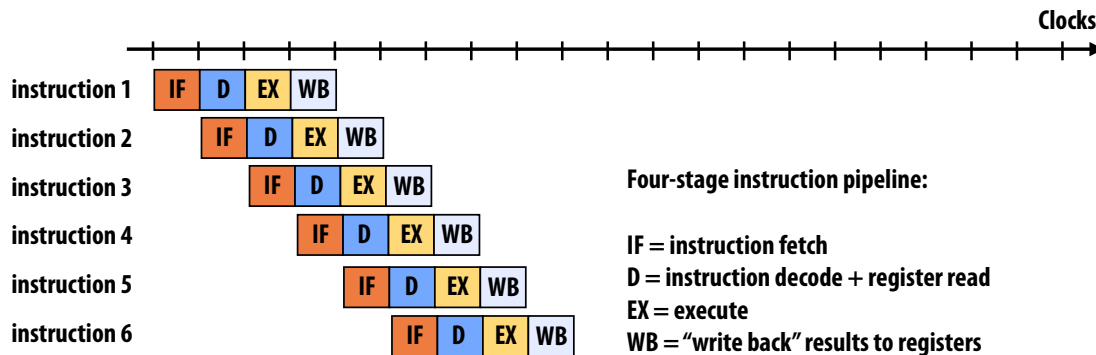 Clocks
instruction 1 IF D EX WB
instruction 2 IF D EX WB
instruction 3 IF D EX WB
instruction 4 IF D EX WB
instruction 5 IF D EX WB
instruction 6 IF D EX WB
Four-stage instruction pipeline:
IF = instruction fetch
D = instruction decode + register read
EX = execute
WB = “write back” results to registers